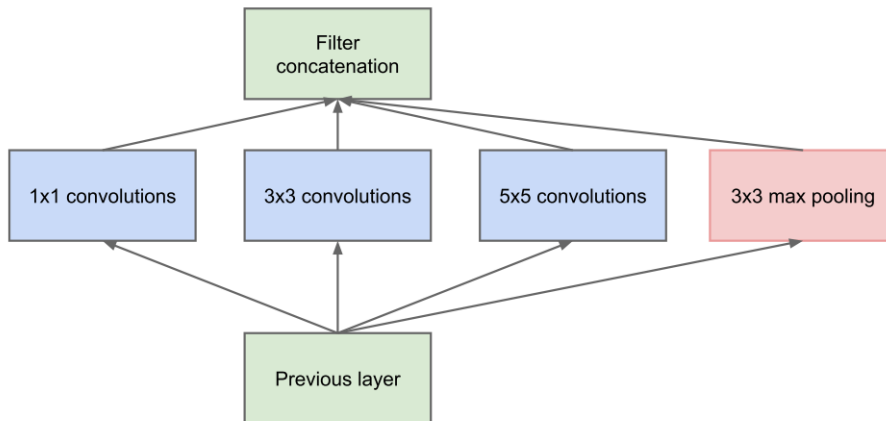 Filter
concatenation
1x1 convolutions
3x3 convolutions
5x5 convolutions
3x3 max pooling
Previous layer